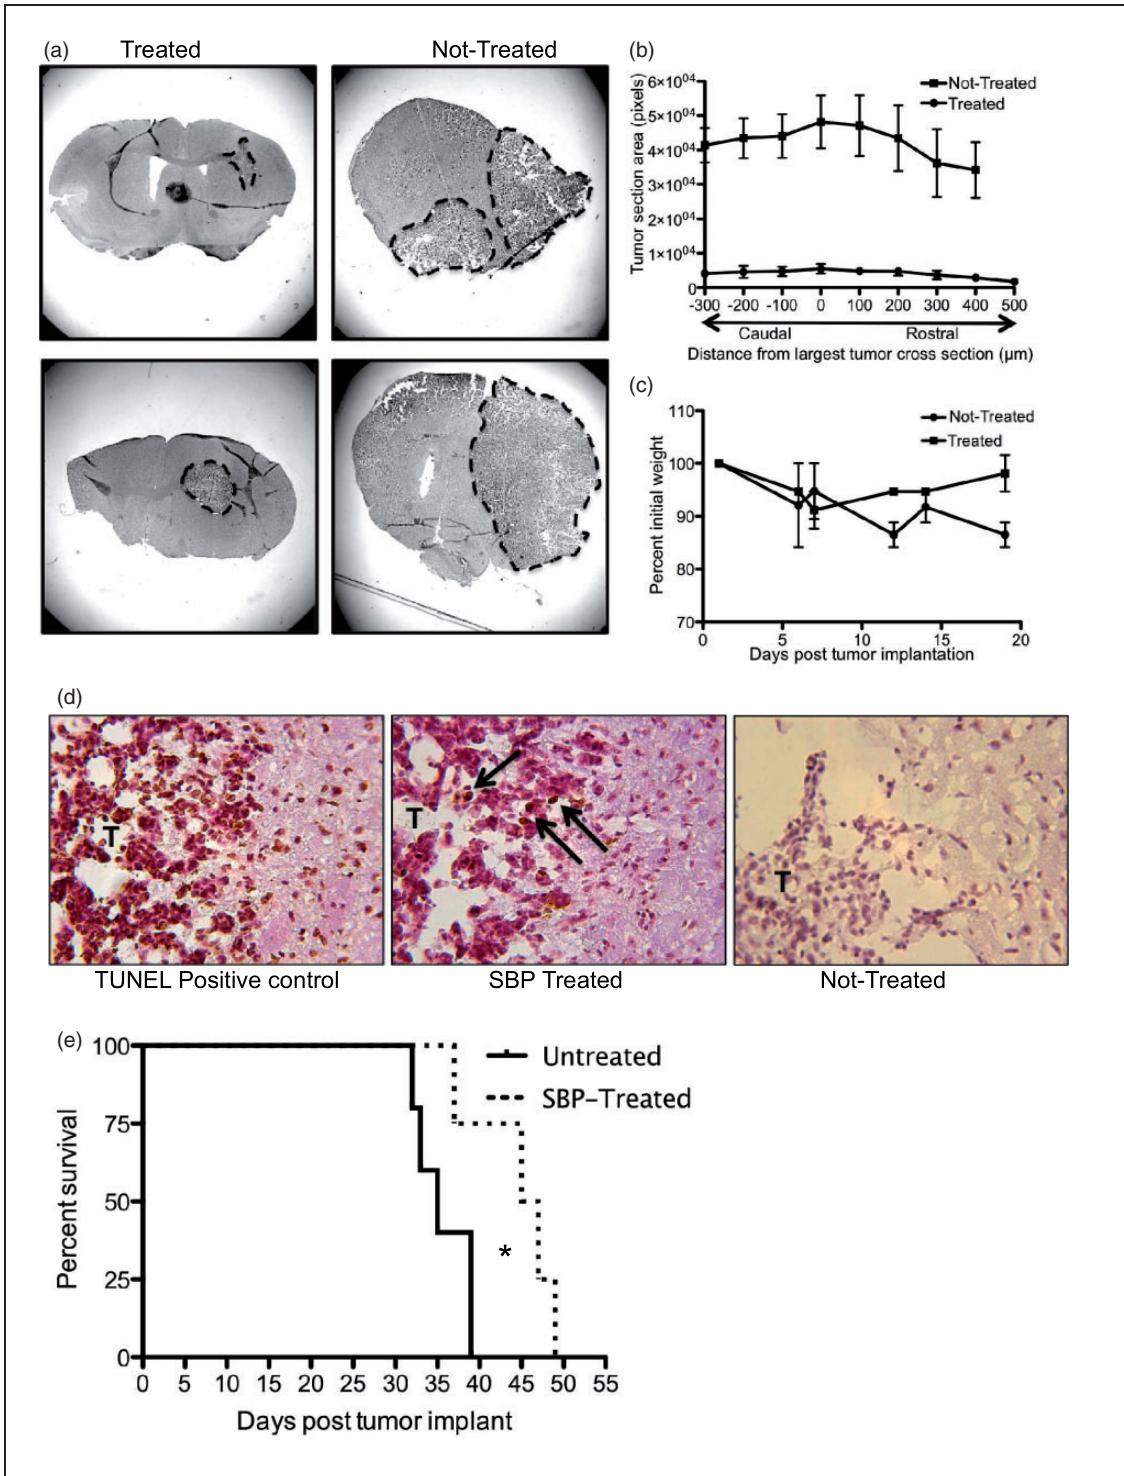 (a)
Treated
Not-Treated
(b)
Tumor section area (pixels)
6×10⁰⁴
5×10⁰⁴
4×10⁰⁴
3×10⁰⁴
2×10⁰⁴
1×10⁰⁴
0
Not-Treated
Treated
-300 -200 -100 0 100 200 300 400 500
Caudal Rostral
Distance from largest tumor cross section (μm)
(c)
Percent initial weight
110
100
90
80
70
Not-Treated
Treated
0 5 10 15 20
Days post tumor implantation
(d)
T
T
T
TUNEL Positive control
SBP Treated
Not-Treated
(e)
Percent survival
100
75
50
25
0
Untreated
SBP-Treated
*
0 5 10 15 20 25 30 35 40 45 50 55
Days post tumor implant